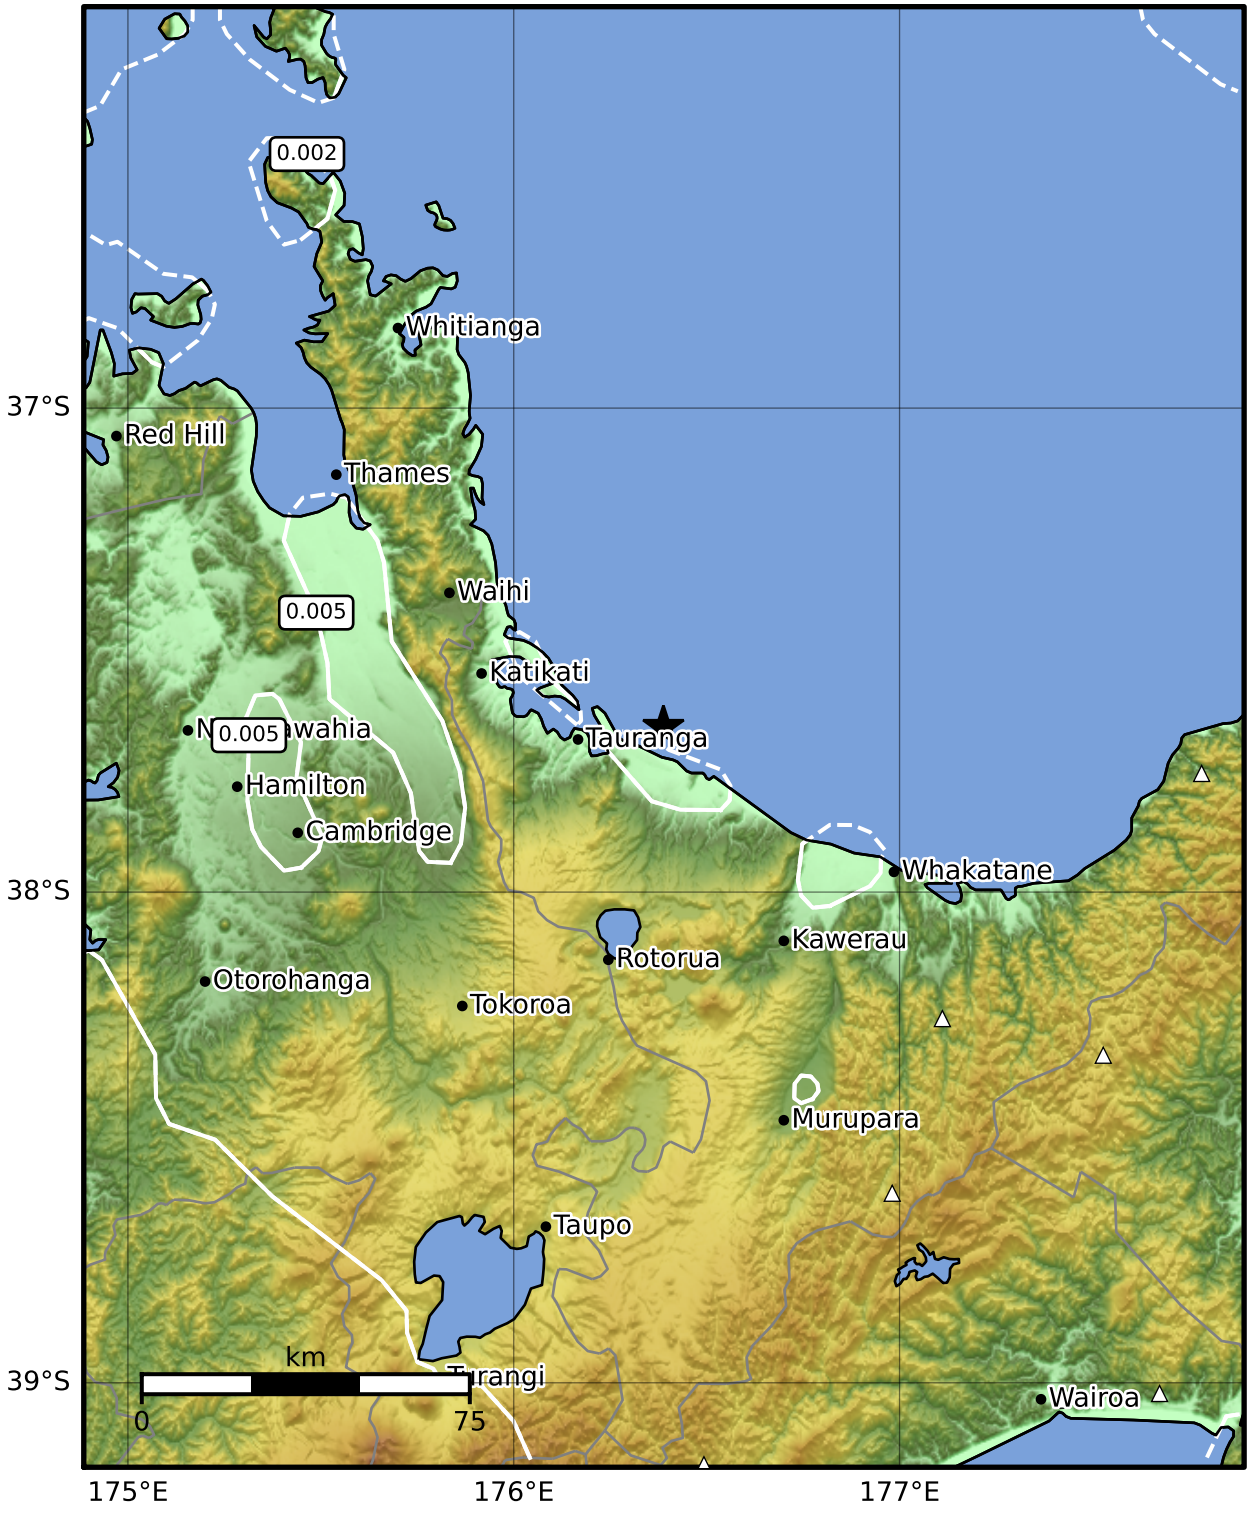 0.002
Whitianga
37°S
Red Hill
Thames
Waihi
0.005
Katikati
0.005
Tauranga
Hamilton
Cambridge
Whakatane
38°S
Kawerau
Rotorua
Otorohanga
Tokoroa
Murupara
Taupo
km
Turangi
39°S
Wairoa
0
75
175°E
176°E
177°E